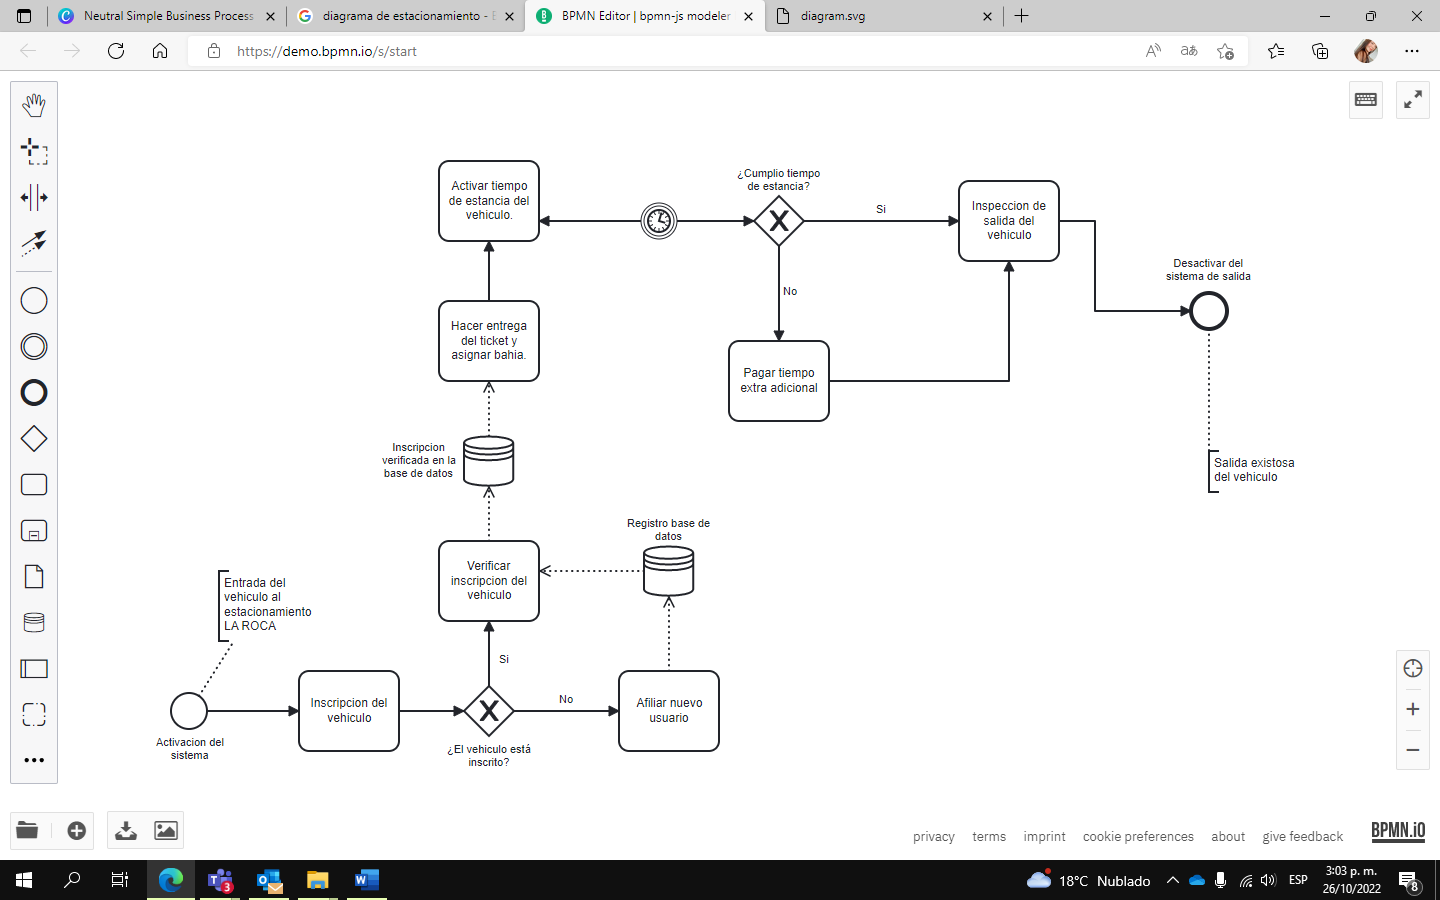 Neutral Simple Business Process
diagrama de estacionamiento - B
BPMN Editor | bpmn-js modeler
diagram.svg
https://demo.bpmn.io/s/start
Activar tiempo
de estancia del
vehiculo.
¿Cumplio tiempo
de estancia?
Si
Inspeccion de
salida del
vehiculo
Desactivar del
sistema de salida
No
Hacer entrega
del ticket y
asignar bahia.
Pagar tiempo
extra adicional
Inscripcion
verificada en la
base de datos
Salida existosa
del vehiculo
Registro base de
datos
Verificar
inscripcion del
vehiculo
Entrada del
vehiculo al
estacionamiento
LA ROCA
Si
Inscripcion del
vehiculo
No
Afiliar nuevo
usuario
Activacion del
sistema
¿El vehiculo está
inscrito?
privacy terms imprint cookie preferences about give feedback BPMN.iO
18°C Nublado
ESP
3:03 p. m.
26/10/2022
3
8